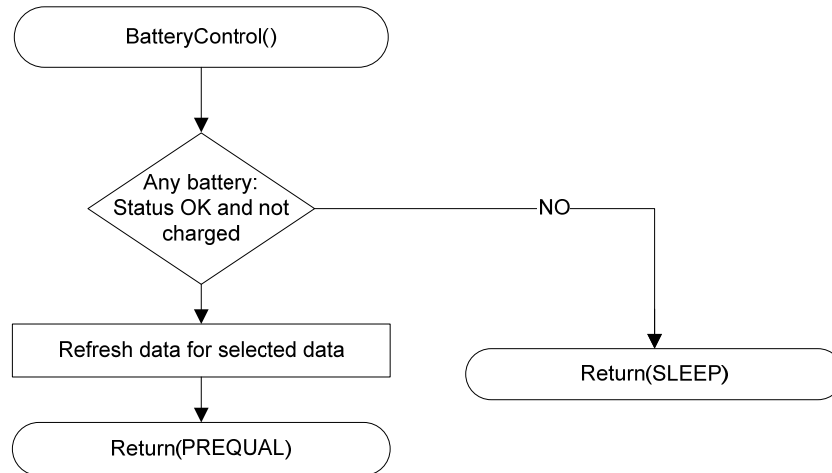 BatteryControl()
Any battery:
Status OK and not
charged
NO
Refresh data for selected data
Return(SLEEP)
Return(PREQUAL)